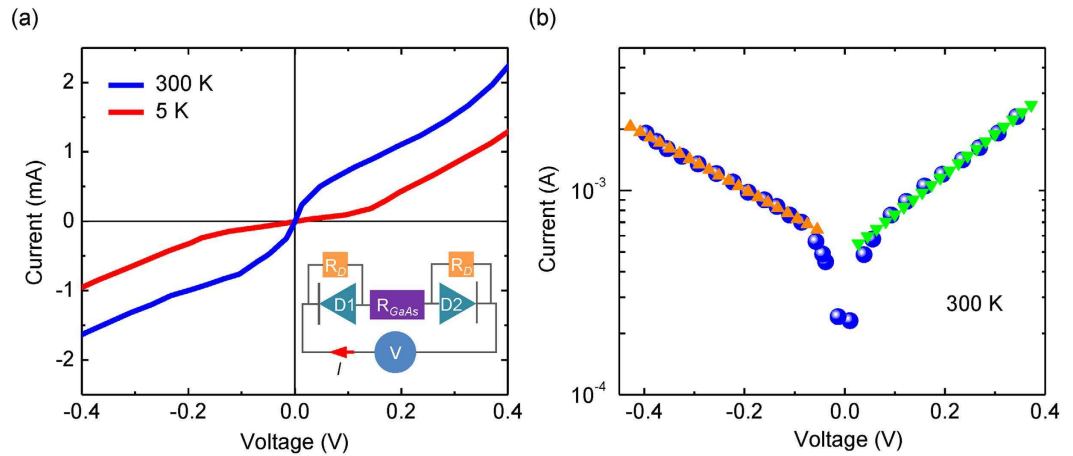 (a)
(b)
Current (mA)
2
1
0
-1
-2
300 K
5 K
R_D
R_D
D1
R_GaAs
D2
V
I
-0.4
-0.2
0.0
0.2
0.4
Voltage (V)
Current (A)
10^-3
10^-4
300 K
-0.4
-0.2
0.0
0.2
0.4
Voltage (V)